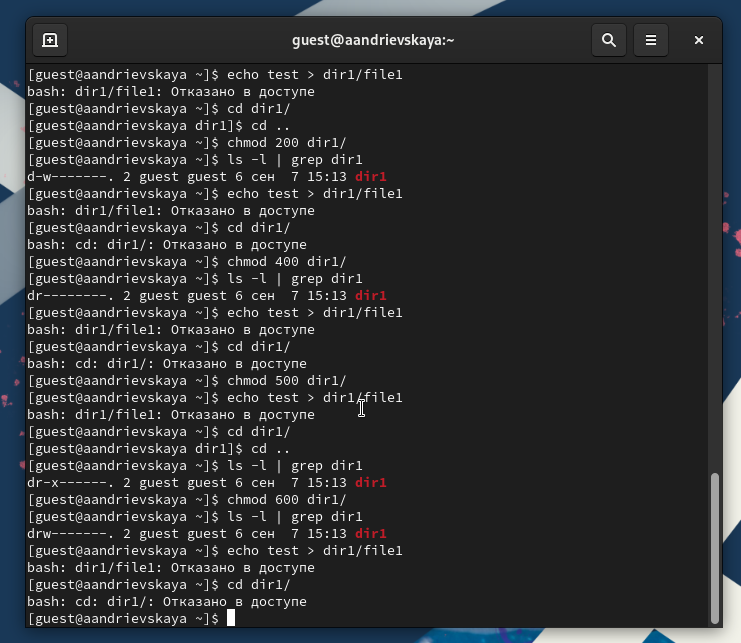 guest@aandrievskaya:~
[guest@aandrievskaya ~]$ echo test > dir1/file1
bash: dir1/file1: Отказано в доступе
[guest@aandrievskaya ~]$ cd dir1/
[guest@aandrievskaya dir1]$ cd ..
[guest@aandrievskaya ~]$ chmod 200 dir1/
[guest@aandrievskaya ~]$ ls -l | grep dir1
d-w-------. 2 guest guest 6 сен  7 15:13 dir1
[guest@aandrievskaya ~]$ echo test > dir1/file1
bash: dir1/file1: Отказано в доступе
[guest@aandrievskaya ~]$ cd dir1/
bash: cd: dir1/: Отказано в доступе
[guest@aandrievskaya ~]$ chmod 400 dir1/
[guest@aandrievskaya ~]$ ls -l | grep dir1
dr--------. 2 guest guest 6 сен  7 15:13 dir1
[guest@aandrievskaya ~]$ echo test > dir1/file1
bash: dir1/file1: Отказано в доступе
[guest@aandrievskaya ~]$ cd dir1/
bash: cd: dir1/: Отказано в доступе
[guest@aandrievskaya ~]$ chmod 500 dir1/
[guest@aandrievskaya ~]$ echo test > dir1/file1
bash: dir1/file1: Отказано в доступе
[guest@aandrievskaya ~]$ cd dir1/
[guest@aandrievskaya dir1]$ cd ..
[guest@aandrievskaya ~]$ ls -l | grep dir1
dr-x------. 2 guest guest 6 сен  7 15:13 dir1
[guest@aandrievskaya ~]$ chmod 600 dir1/
[guest@aandrievskaya ~]$ ls -l | grep dir1
drw-------. 2 guest guest 6 сен  7 15:13 dir1
[guest@aandrievskaya ~]$ echo test > dir1/file1
bash: dir1/file1: Отказано в доступе
[guest@aandrievskaya ~]$ cd dir1/
bash: cd: dir1/: Отказано в доступе
[guest@aandrievskaya ~]$